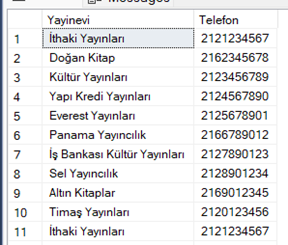 Messages
Yayinevi Telefon
1 İthaki Yayınları 2121234567
2 Doğan Kitap 2162345678
3 Kültür Yayınları 2123456789
4 Yapı Kredi Yayınları 2124567890
5 Everest Yayınları 2125678901
6 Panama Yayıncılık 2166789012
7 İş Bankası Kültür Yayınları 2127890123
8 Sel Yayıncılık 2128901234
9 Altın Kitaplar 2169012345
10 Timaş Yayınları 2120123456
11 İthaki Yayınları 2121234567